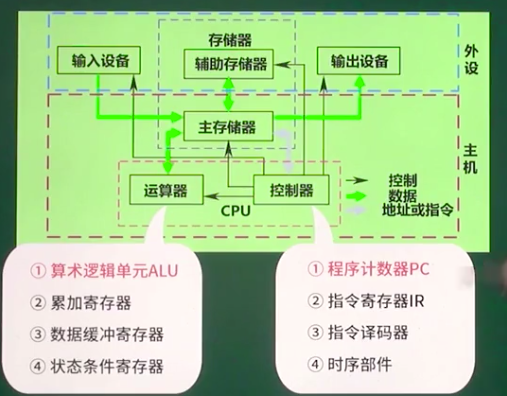 存储器
输入设备
辅助存储器
输出设备
外设
主存储器
主机
运算器
控制器
CPU
控制
数据
地址或指令
① 算术逻辑单元ALU
② 累加寄存器
③ 数据缓冲寄存器
④ 状态条件寄存器
① 程序计数器PC
② 指令寄存器IR
③ 指令译码器
④ 时序部件